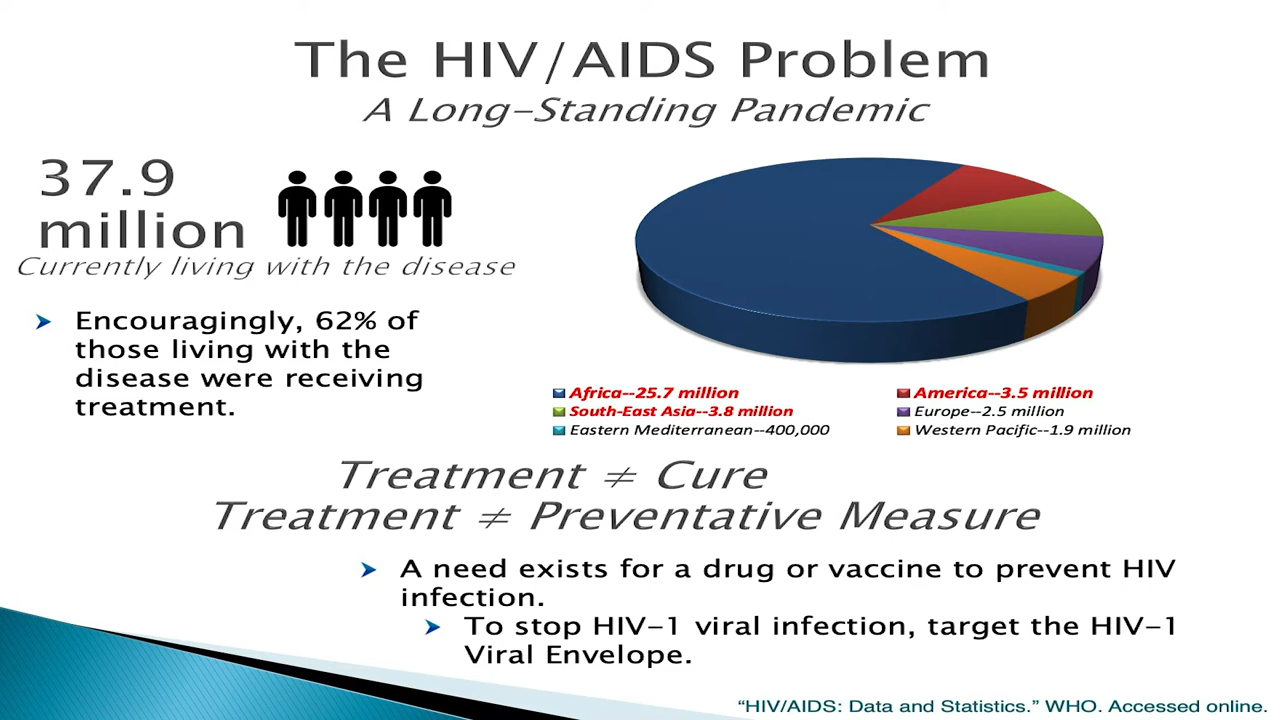 The HIV/AIDS Problem
A Long-Standing Pandemic
37.9
million
Currently living with the disease
Encouragingly, 62% of
those living with the
disease were receiving
treatment.
Africa--25.7 million
America--3.5 million
South-East Asia--3.8 million
Europe--2.5 million
Eastern Mediterranean--400,000
Western Pacific--1.9 million
Treatment ≠ Cure
Treatment ≠ Preventative Measure
A need exists for a drug or vaccine to prevent HIV
infection.
To stop HIV-1 viral infection, target the HIV-1
Viral Envelope.
“HIV/AIDS: Data and Statistics.” WHO. Accessed online.